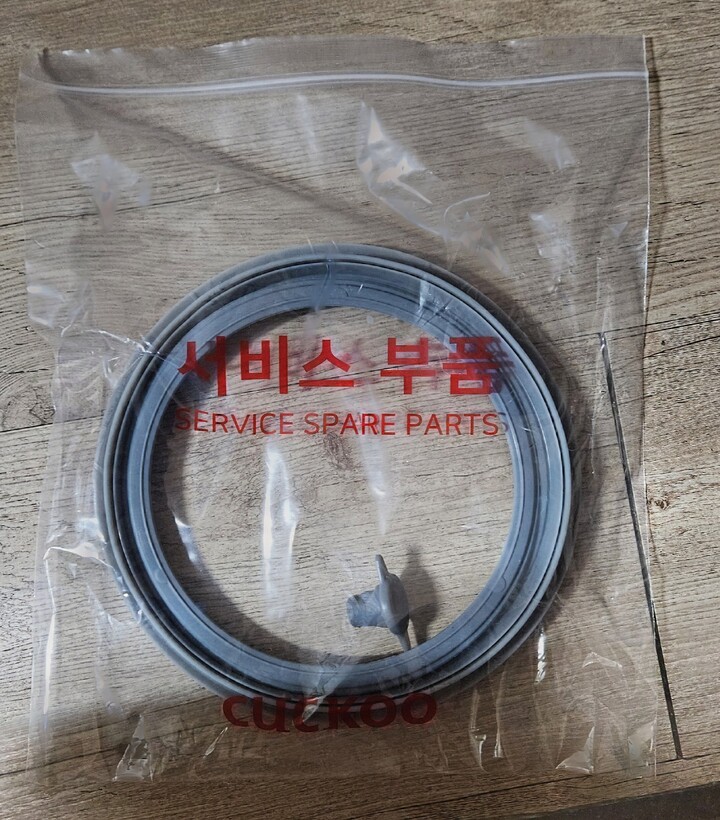 서비스 부품
SERVICE SPARE PARTS
CUCKOO